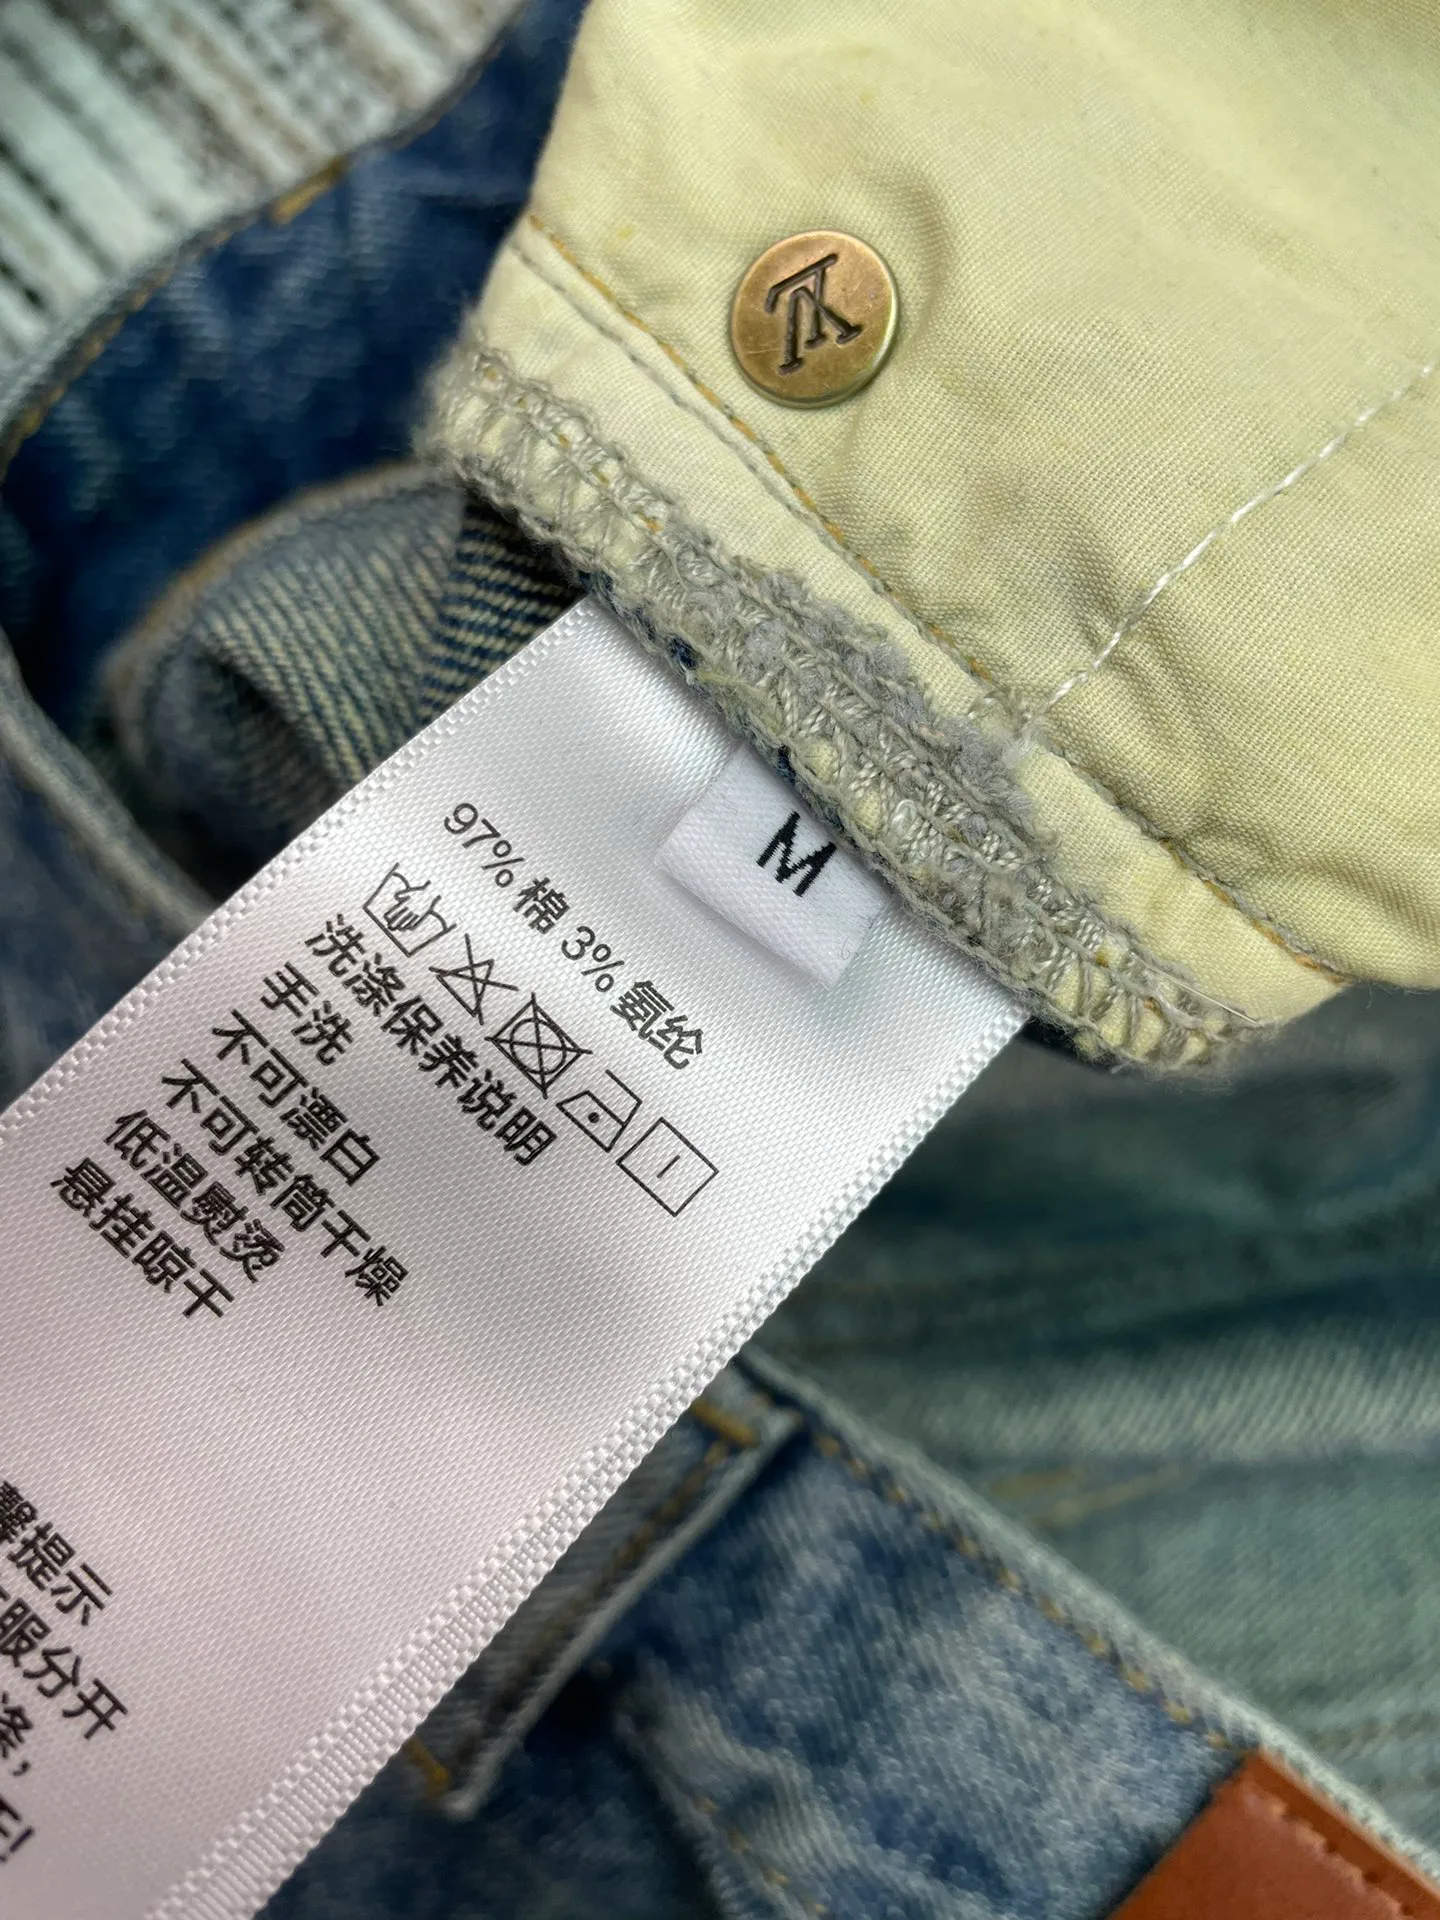 M
97% 棉 3% 氨纶
洗涤保养说明
手洗
不可漂白
不可转筒干燥
低温熨烫
悬挂晾干
馨提示
服分开
涤，